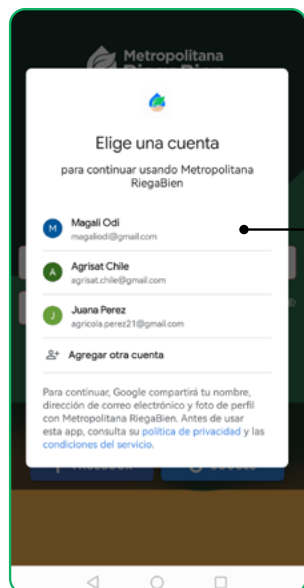 Metropolitana
RiegaBien
Elige una cuenta
para continuar usando Metropolitana
RiegaBien
M
Magali Odi
magaliodi@gmail.com
A
Agrisat Chile
agrisat.chile@gmail.com
J
Juana Perez
agricola.perez21@gmail.com
Agregar otra cuenta
Para continuar, Google compartirá tu nombre,
dirección de correo electrónico y foto de perfil
con Metropolitana RiegaBien. Antes de usar
esta app, consulta su política de privacidad y las
condiciones del servicio.